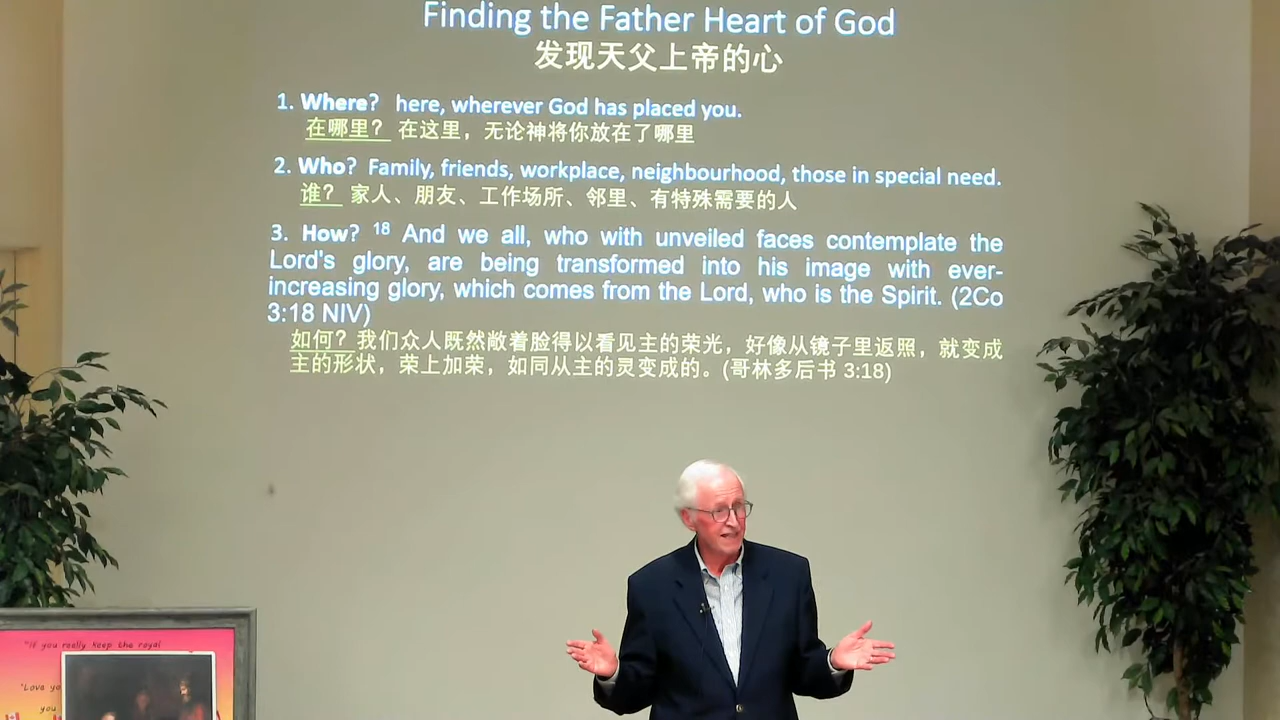 Finding the Father Heart of God
发现天父上帝的心
1. Where? here, wherever God has placed you.
在哪里？ 在这里，无论神将你放在了哪里
2. Who? Family, friends, workplace, neighbourhood, those in special need.
谁？ 家人、朋友、工作场所、邻里、有特殊需要的人
3. How? 18 And we all, who with unveiled faces contemplate the
Lord's glory, are being transformed into his image with ever-
increasing glory, which comes from the Lord, who is the Spirit. (2Co
3:18 NIV)
如何？我们众人既然敞着脸得以看见主的荣光，好像从镜子里返照，就变成
主的形状，荣上加荣，如同从主的灵变成的。(哥林多后书 3:18)
"If you really keep the royal
"Love yo
you